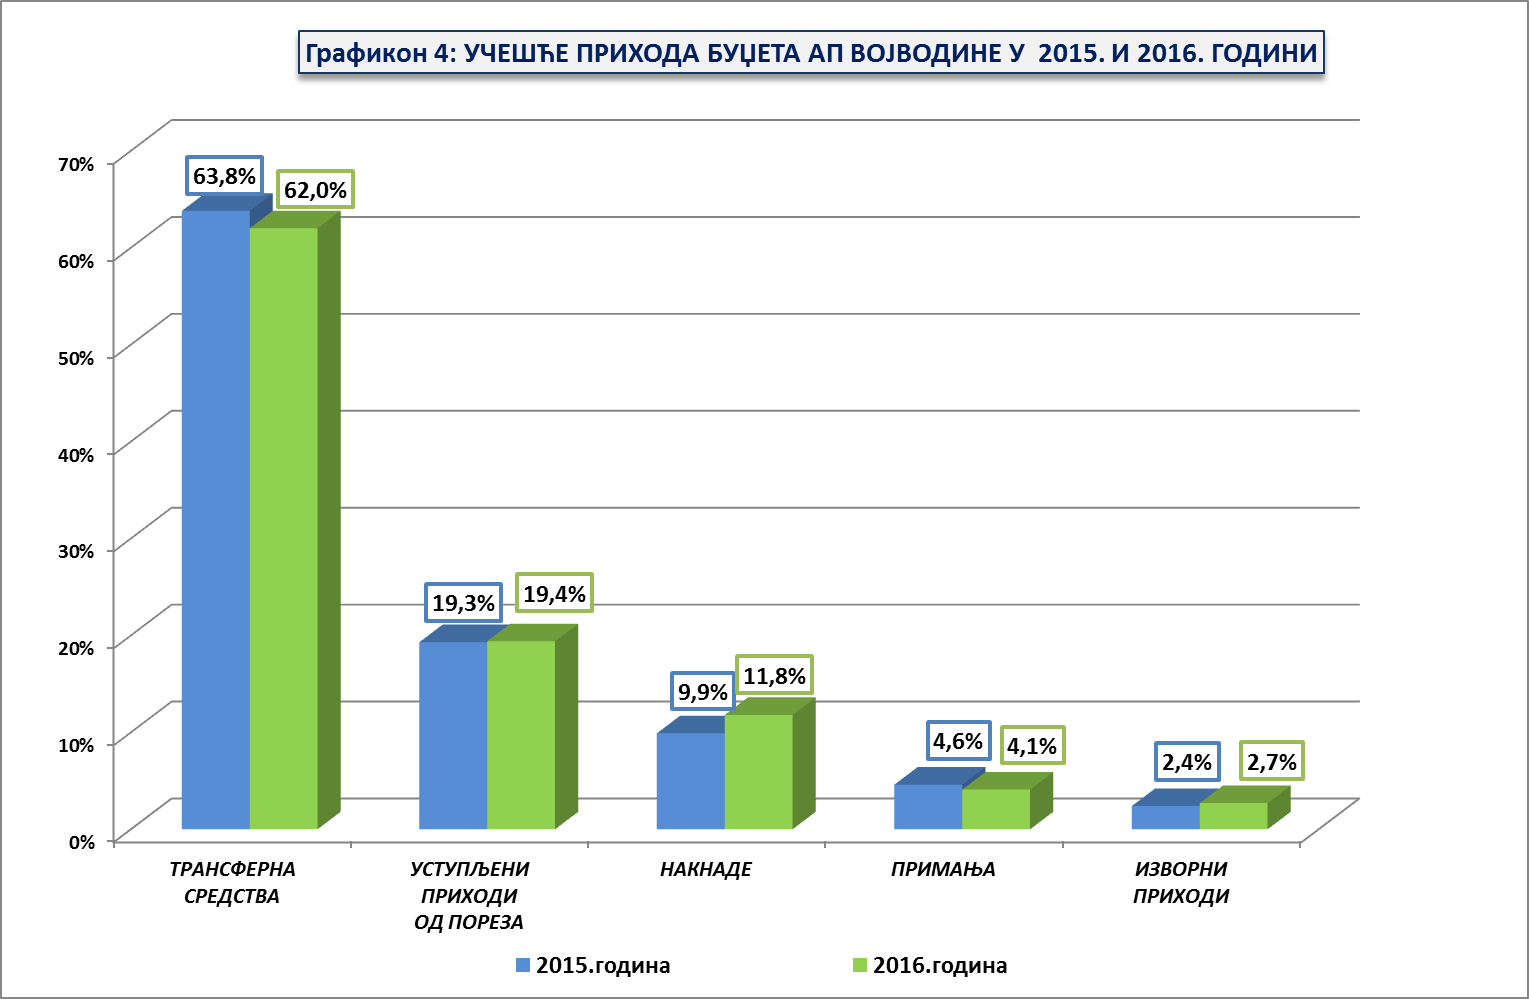 Графикон 4: УЧЕШЋЕ ПРИХОДА БУЏЕТА АП ВОЈВОДИНЕ У  2015. И 2016. ГОДИНИ
70%
60%
50%
40%
30%
20%
10%
0%
63,8%
62,0%
19,3%
19,4%
9,9%
11,8%
4,6%
4,1%
2,4%
2,7%
ТРАНСФЕРНА
СРЕДСТВА
УСТУПЉЕНИ
ПРИХОДИ
ОД ПОРЕЗА
НАКНАДЕ
ПРИМАЊА
ИЗВОРНИ
ПРИХОДИ
2015.година
2016.година